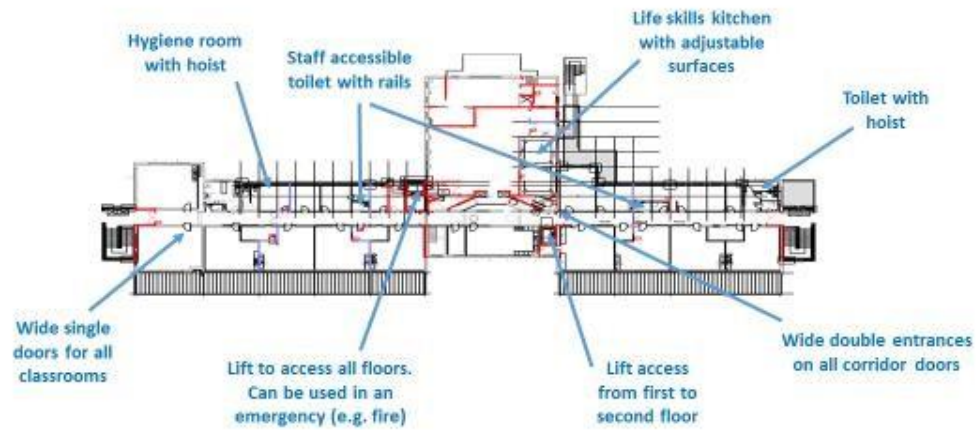 Hygiene room
with hoist
Staff accessible
toilet with rails
Life skills kitchen
with adjustable
surfaces
Toilet with
hoist
Wide single
doors for all
classrooms
Lift to access all floors.
Can be used in an
emergency (e.g. fire)
Lift access
from first to
second floor
Wide double entrances
on all corridor doors